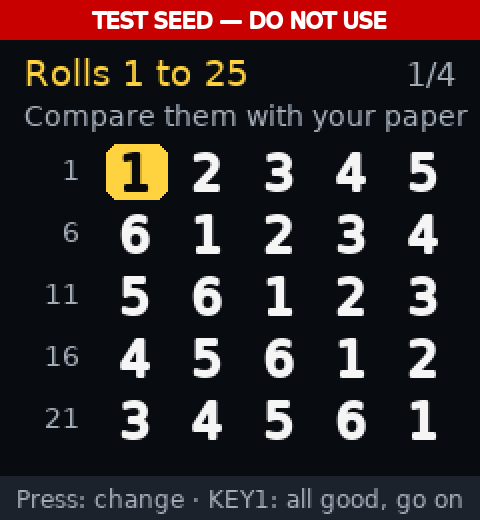 TEST SEED — DO NOT USE
Rolls 1 to 25 1/4
Compare them with your paper
1 1 2 3 4 5
6 6 1 2 3 4
11 5 6 1 2 3
16 4 5 6 1 2
21 3 4 5 6 1
Press: change · KEY1: all good, go on